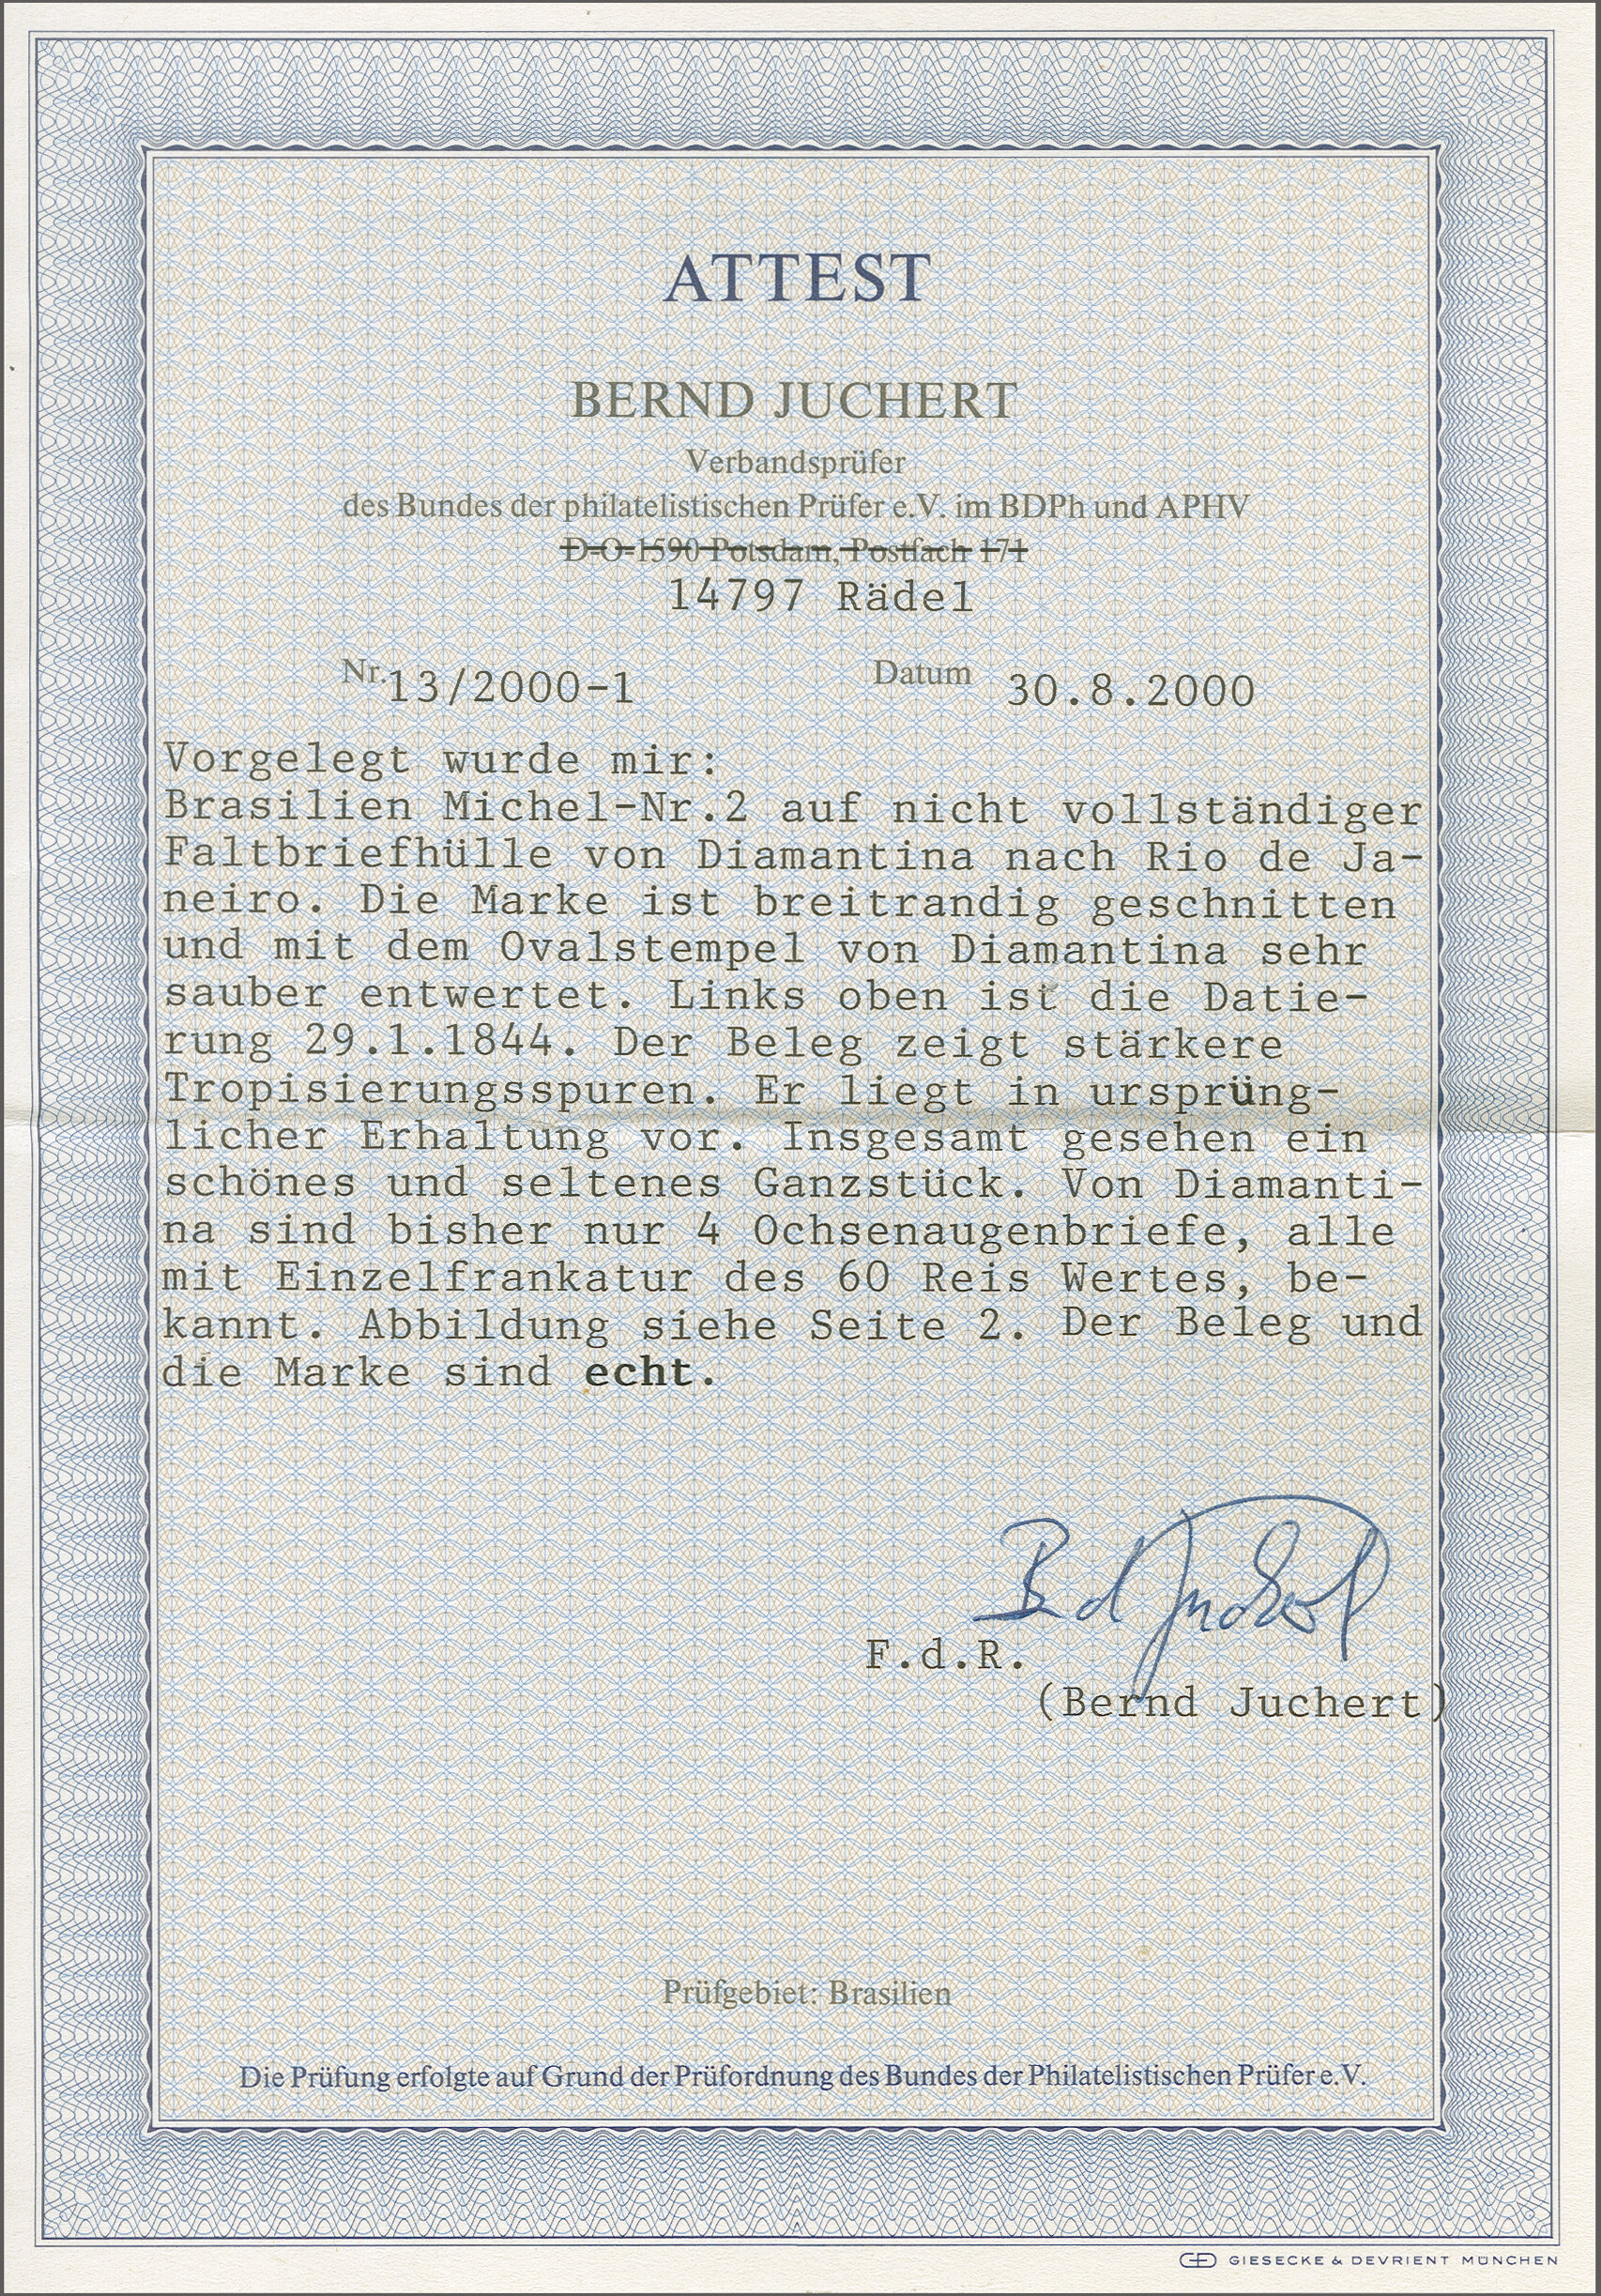 ATTEST
BERND JUCHERT
Verbandsprüfer
des Bundes der philatelistischen Prüfer e.V. im BDPh und APHV
D-O-1590 Potsdam, Postfach 171
14797 Rädel
Nr. 13/2000-1 Datum 30.8.2000
Vorgelegt wurde mir:
Brasilien Michel-Nr.2 auf nicht vollständiger
Faltbriefhülle von Diamantina nach Rio de Ja-
neiro. Die Marke ist breitrandig geschnitten
und mit dem Ovalstempel von Diamantina sehr
sauber entwertet. Links oben ist die Datie-
rung 29.1.1844. Der Beleg zeigt stärkere
Tropisierungsspuren. Er liegt in ursprüng-
licher Erhaltung vor. Insgesamt gesehen ein
schönes und seltenes Ganzstück. Von Diamanti-
na sind bisher nur 4 Ochsenaugenbriefe, alle
mit Einzelfrankatur des 60 Reis Wertes, be-
kannt. Abbildung siehe Seite 2. Der Beleg und
die Marke sind echt.
Bd Juchert
F.d.R.
(Bernd Juchert)
Prüfgebiet: Brasilien
Die Prüfung erfolgte auf Grund der Prüfordnung des Bundes der Philatelistischen Prüfer e.V.
GIESECKE & DEVRIENT MÜNCHEN